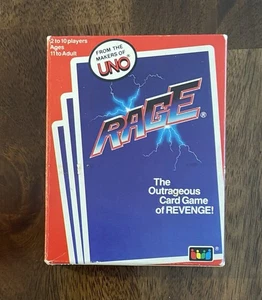 2 to 10 players
Ages
11 to Adult
FROM THE
MAKERS OF
UNO®
RAGE®
The
Outrageous
Card Game
of REVENGE!